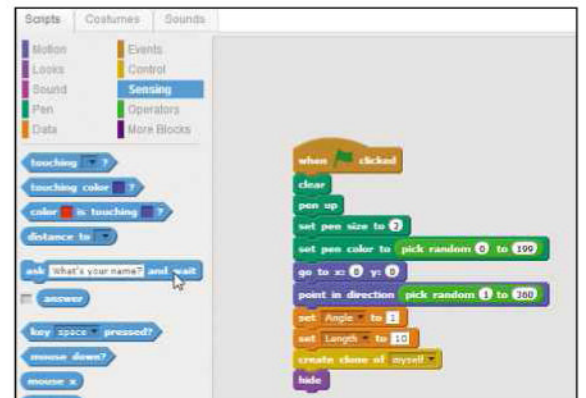 Scripts Costumes Sounds
Motion Events
Looks Control
Sound Sensing
Pen Operators
Data More Blocks
touching ?
touching color ?
color is touching ?
distance to
ask What's your name? and wait
answer
key space pressed?
mouse down?
mouse x
when clicked
clear
pen up
set pen size to 2
set pen color to pick random 0 to 199
go to x: 0 y: 0
point in direction pick random 1 to 360
set Angle to 1
set Length to 10
create clone of myself
hide